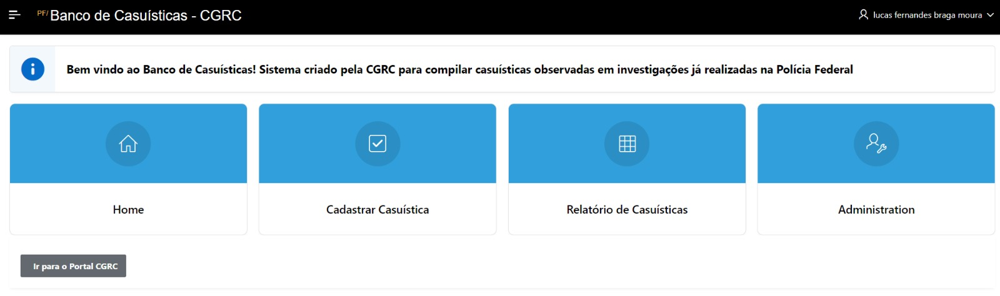 PF/ Banco de Casuísticas - CGRC
lucas fernandes braga moura
Bem vindo ao Banco de Casuísticas! Sistema criado pela CGRC para compilar casuísticas observadas em investigações já realizadas na Polícia Federal
Home
Cadastrar Casuística
Relatório de Casuísticas
Administration
Ir para o Portal CGRC